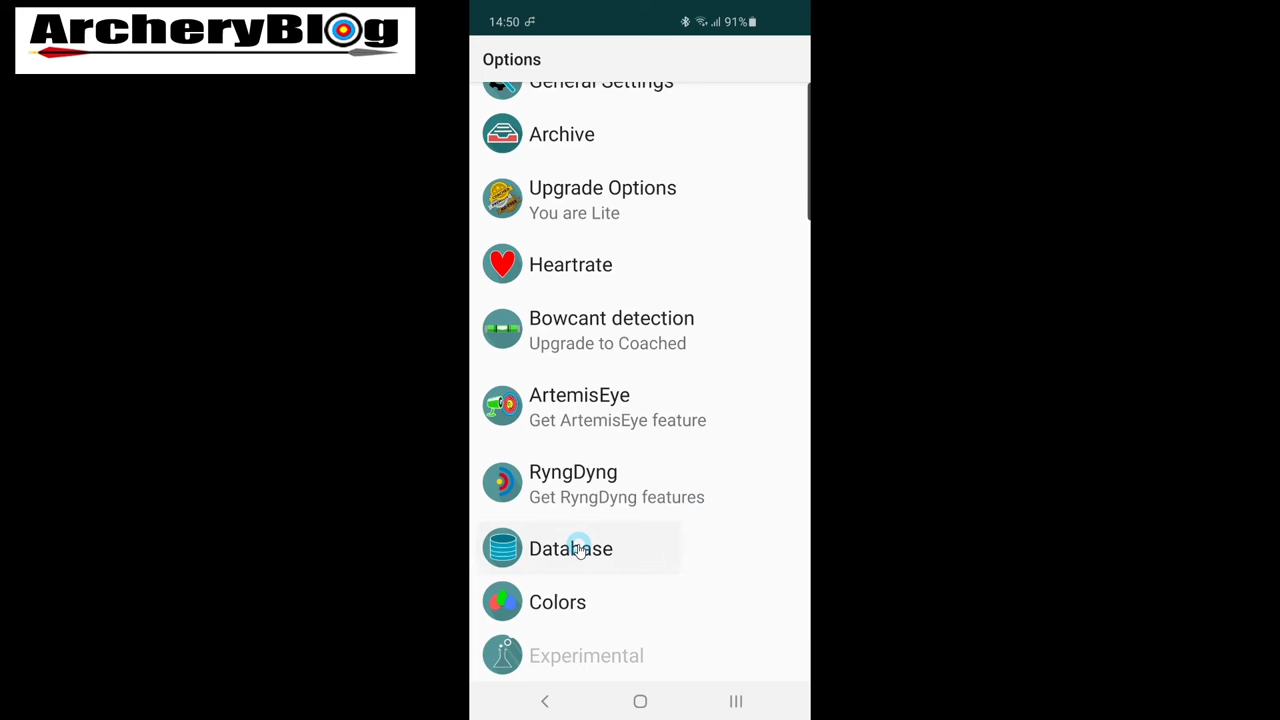 ArcheryBlog
14:50
91%
Options
General Settings
Archive
Upgrade Options
You are Lite
Heartrate
Bowcant detection
Upgrade to Coached
ArtemisEye
Get ArtemisEye feature
RyngDyng
Get RyngDyng features
Database
Colors
Experimental